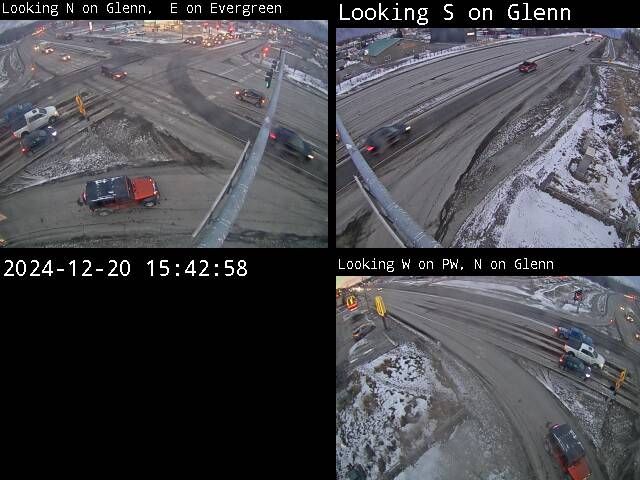 Looking N on Glenn,  E on Evergreen
Looking S on Glenn
2024-12-20 15:42:58
Looking W on PW, N on Glenn